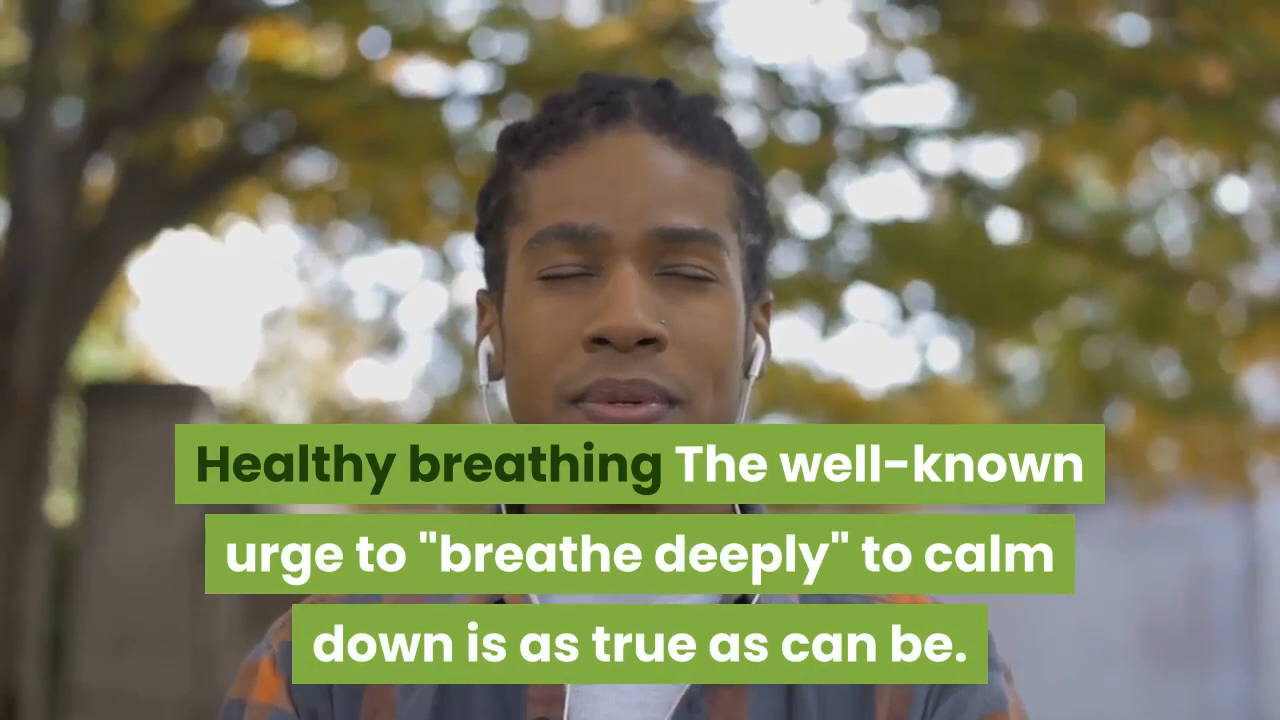 Healthy breathing The well-known
urge to "breathe deeply" to calm
down is as true as can be.